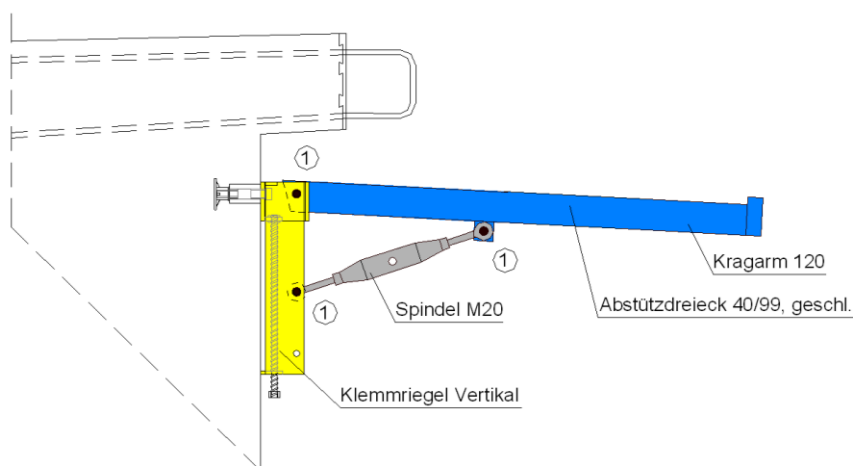 1
Kragarm 120
1
Abstützdreieck 40/99, geschl.
1
Spindel M20
Klemmriegel Vertikal